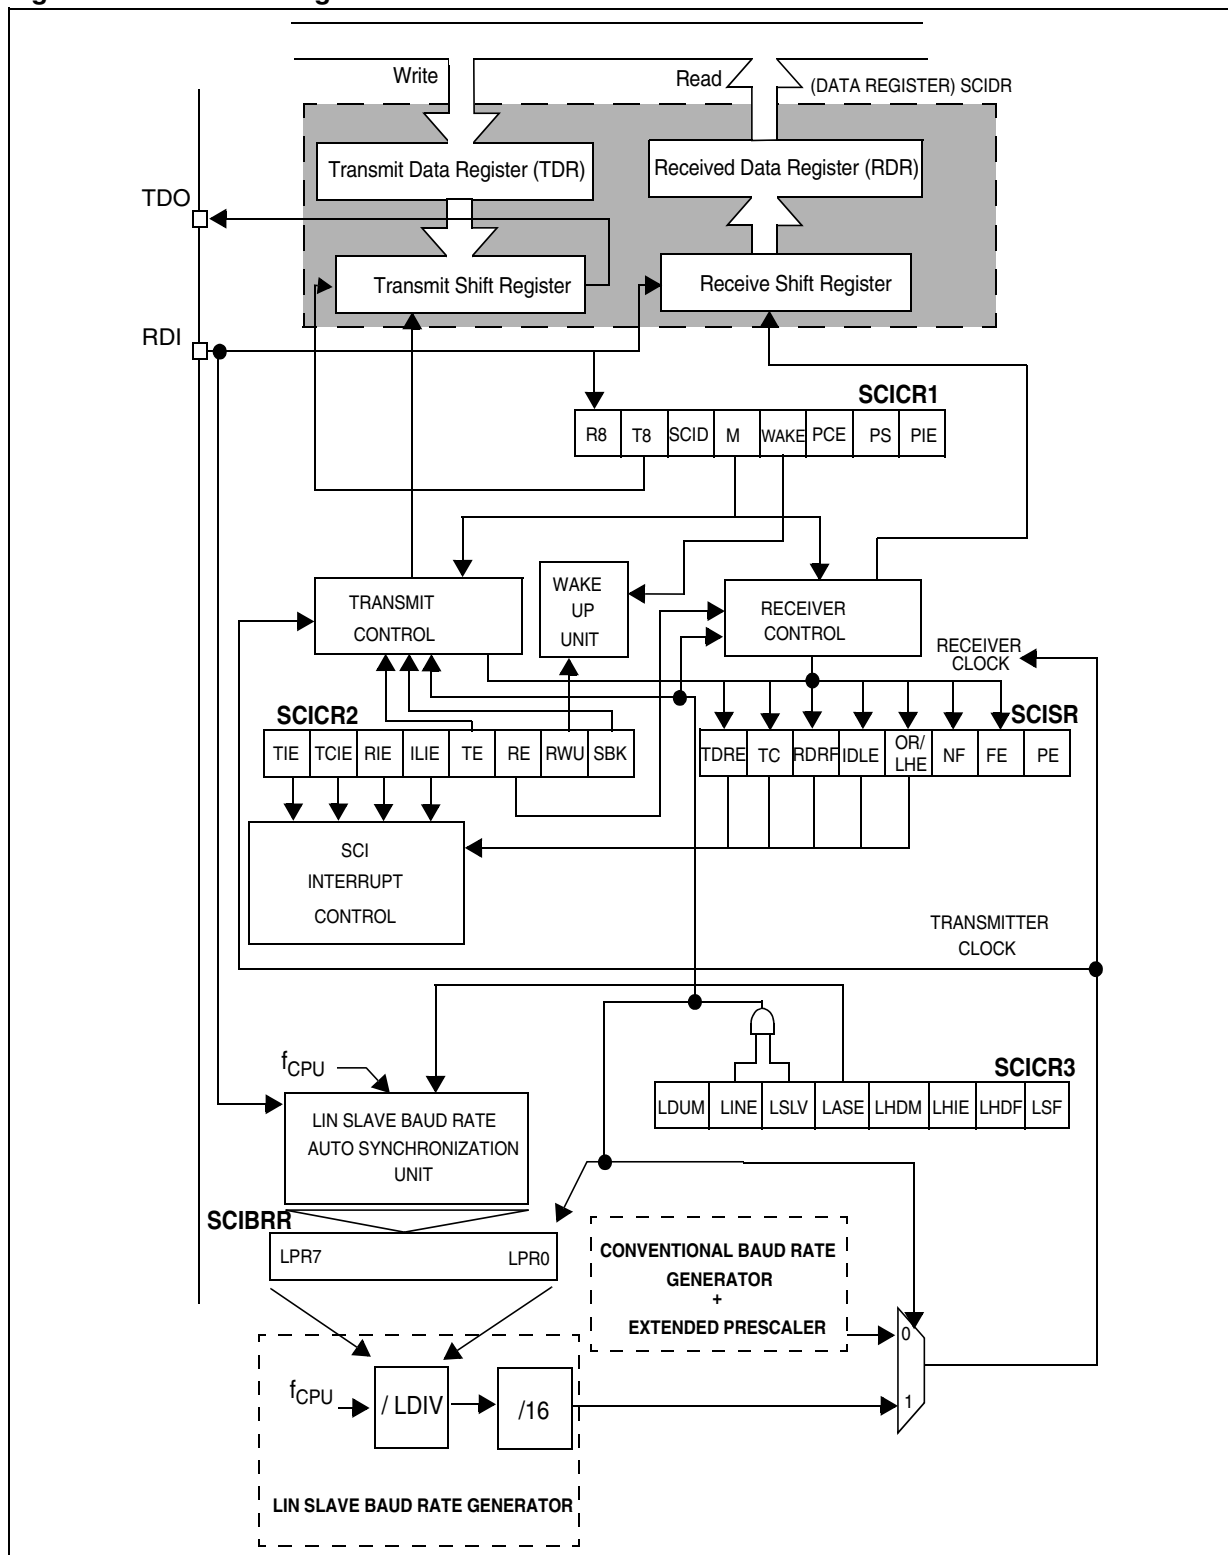 Write
Read
(DATA REGISTER) SCIDR
Transmit Data Register (TDR)
Received Data Register (RDR)
TDO
Transmit Shift Register
Receive Shift Register
RDI
SCICR1
R8 T8 SCID M WAKE PCE PS PIE
TRANSMIT
CONTROL
WAKE
UP
UNIT
RECEIVER
CONTROL
RECEIVER
CLOCK
SCICR2
TIE TCIE RIE ILIE TE RE RWU SBK
SCISR
TDRE TC RDRF IDLE OR/ LHE NF FE PE
SCI
INTERRUPT
CONTROL
TRANSMITTER
CLOCK
fCPU
SCICR3
LDUM LINE LSLV LASE LHDM LHIE LHDF LSF
LIN SLAVE BAUD RATE
AUTO SYNCHRONIZATION
UNIT
SCIBRR
LPR7 LPR0
CONVENTIONAL BAUD RATE
GENERATOR
+
EXTENDED PRESCALER
0
1
fCPU
/ LDIV
/16
LIN SLAVE BAUD RATE GENERATOR